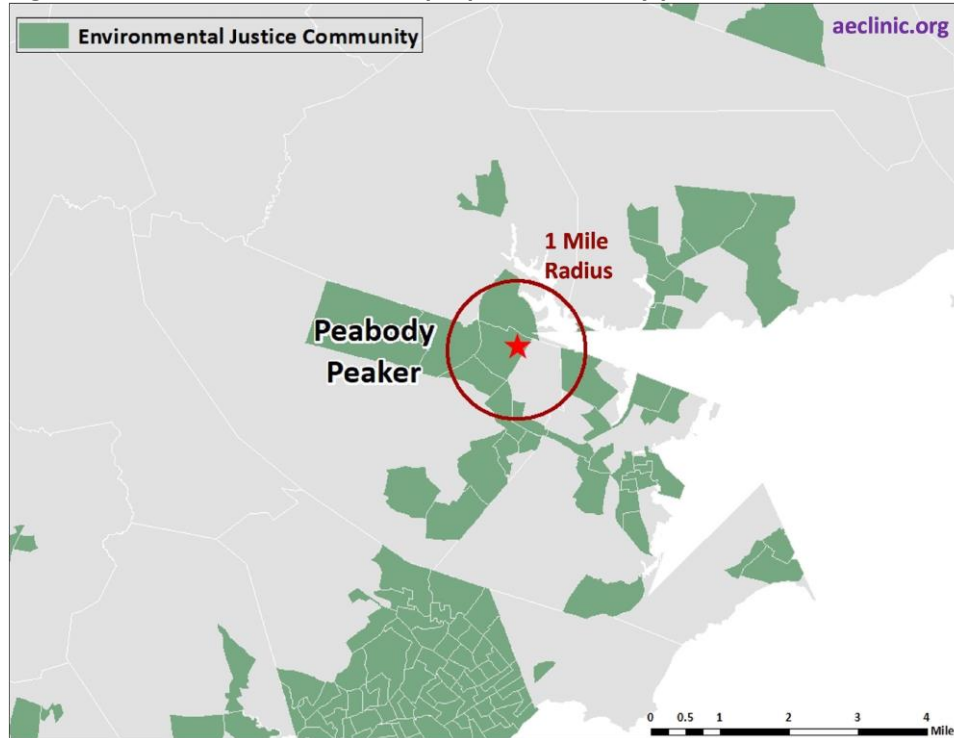 Environmental Justice Community
aeclinic.org
1 Mile
Radius
Peabody
Peaker
0 0.5 1 2 3 4
Mile